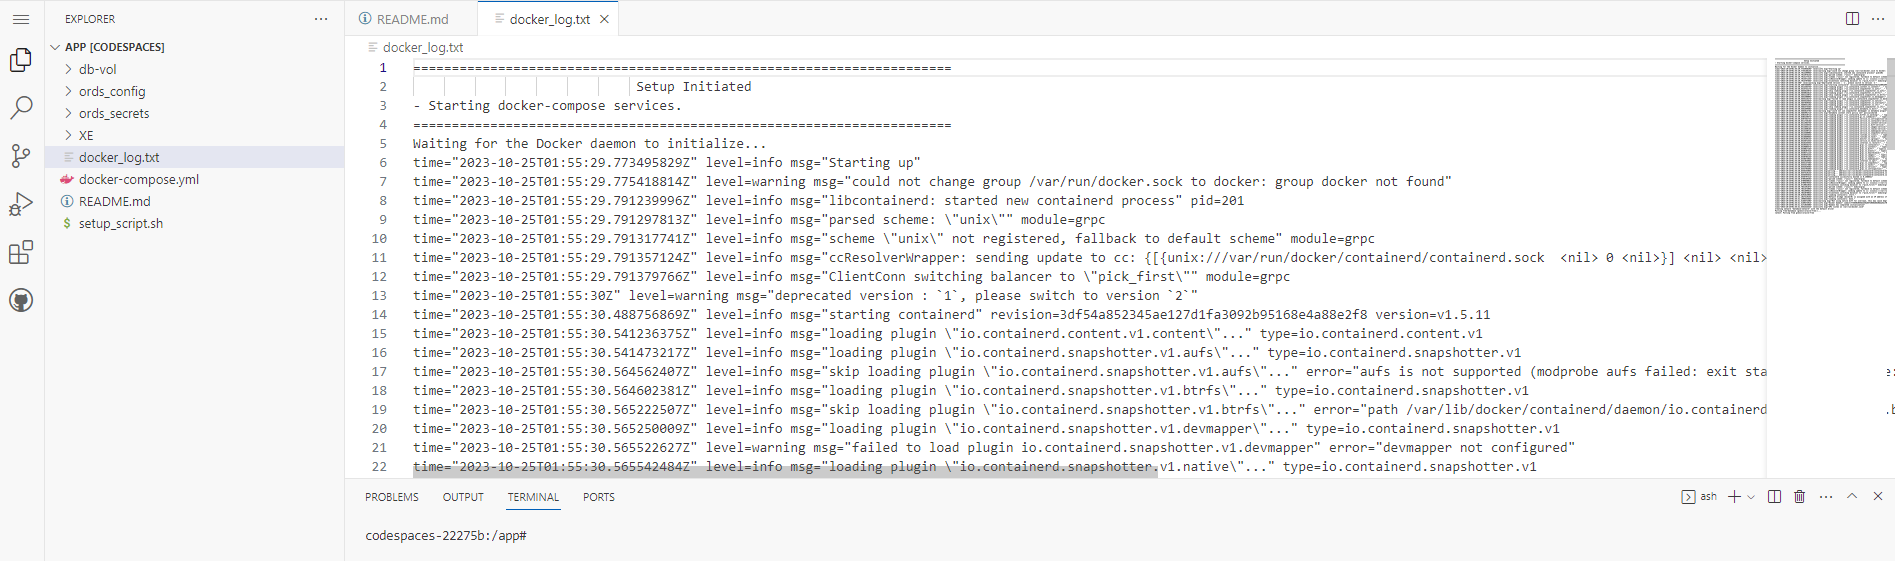 EXPLORER
APP [CODESPACES]
db-vol
ords_config
ords_secrets
XE
docker_log.txt
docker-compose.yml
README.md
setup_script.sh
README.md
docker_log.txt
docker_log.txt
1 ======================================================================
2 Setup Initiated
3 - Starting docker-compose services.
4 ======================================================================
5 Waiting for the Docker daemon to initialize...
6 time="2023-10-25T01:55:29.773495829Z" level=info msg="Starting up"
7 time="2023-10-25T01:55:29.775418814Z" level=warning msg="could not change group /var/run/docker.sock to docker: group docker not found"
8 time="2023-10-25T01:55:29.791239996Z" level=info msg="libcontainerd: started new containerd process" pid=201
9 time="2023-10-25T01:55:29.791297813Z" level=info msg="parsed scheme: \"unix\"" module=grpc
10 time="2023-10-25T01:55:29.791317741Z" level=info msg="scheme \"unix\" not registered, fallback to default scheme" module=grpc
11 time="2023-10-25T01:55:29.791357124Z" level=info msg="ccResolverWrapper: sending update to cc: {[{unix:///var/run/docker/containerd/containerd.sock <nil> 0 <nil>}] <nil> <nil>
12 time="2023-10-25T01:55:29.791379766Z" level=info msg="ClientConn switching balancer to \"pick_first\"" module=grpc
13 time="2023-10-25T01:55:30Z" level=warning msg="deprecated version : `1`, please switch to version `2`"
14 time="2023-10-25T01:55:30.488756869Z" level=info msg="starting containerd" revision=3df54a852345ae127d1fa3092b95168e4a88e2f8 version=v1.5.11
15 time="2023-10-25T01:55:30.541236375Z" level=info msg="loading plugin \"io.containerd.content.v1.content\"..." type=io.containerd.content.v1
16 time="2023-10-25T01:55:30.541473217Z" level=info msg="loading plugin \"io.containerd.snapshotter.v1.aufs\"..." type=io.containerd.snapshotter.v1
17 time="2023-10-25T01:55:30.564562407Z" level=info msg="skip loading plugin \"io.containerd.snapshotter.v1.aufs\"..." error="aufs is not supported (modprobe aufs failed: exit sta
18 time="2023-10-25T01:55:30.564602381Z" level=info msg="loading plugin \"io.containerd.snapshotter.v1.btrfs\"..." type=io.containerd.snapshotter.v1
19 time="2023-10-25T01:55:30.565222507Z" level=info msg="skip loading plugin \"io.containerd.snapshotter.v1.btrfs\"..." error="path /var/lib/docker/containerd/daemon/io.containerd
20 time="2023-10-25T01:55:30.565250009Z" level=info msg="loading plugin \"io.containerd.snapshotter.v1.devmapper\"..." type=io.containerd.snapshotter.v1
21 time="2023-10-25T01:55:30.565522627Z" level=warning msg="failed to load plugin io.containerd.snapshotter.v1.devmapper" error="devmapper not configured"
22 time="2023-10-25T01:55:30.565542484Z" level=info msg="loading plugin \"io.containerd.snapshotter.v1.native\"..." type=io.containerd.snapshotter.v1
PROBLEMS OUTPUT TERMINAL PORTS
ash
codespaces-22275b:/app#